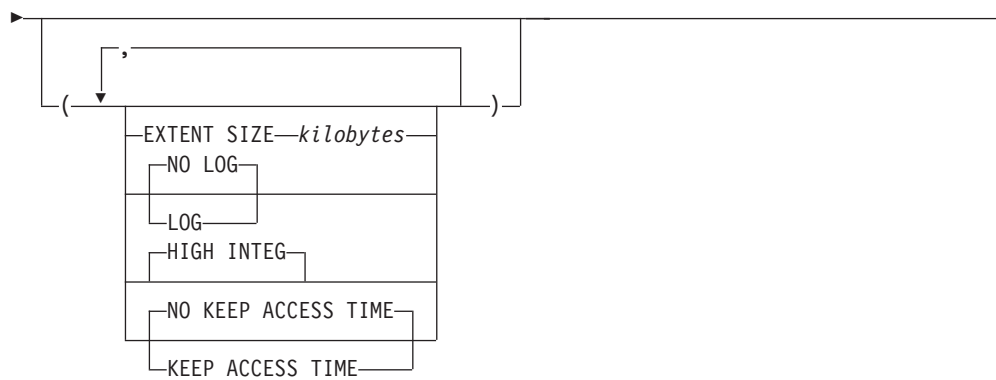 ,
( )
EXTENT SIZE kilobytes
NO LOG
LOG
HIGH INTEG
NO KEEP ACCESS TIME
KEEP ACCESS TIME